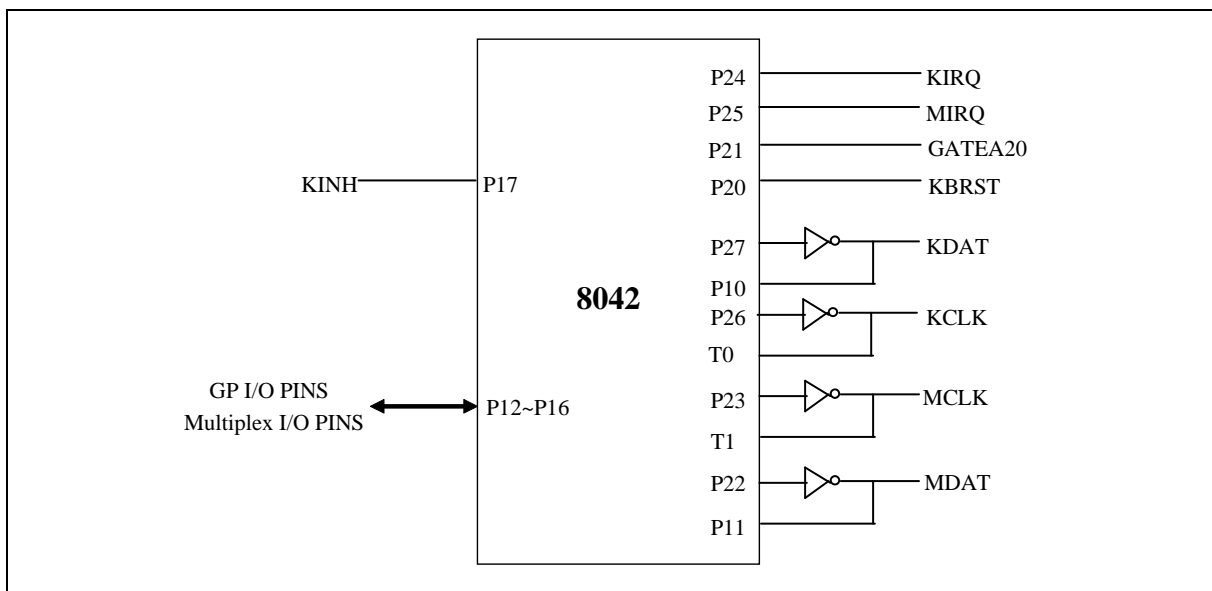 P24 KIRQ
P25 MIRQ
P21 GATEA20
KINH P17 P20 KBRST
P27 KDAT
8042
P10
P26 KCLK
T0
GP I/O PINS
Multiplex I/O PINS
P12~P16
P23 MCLK
T1
P22 MDAT
P11